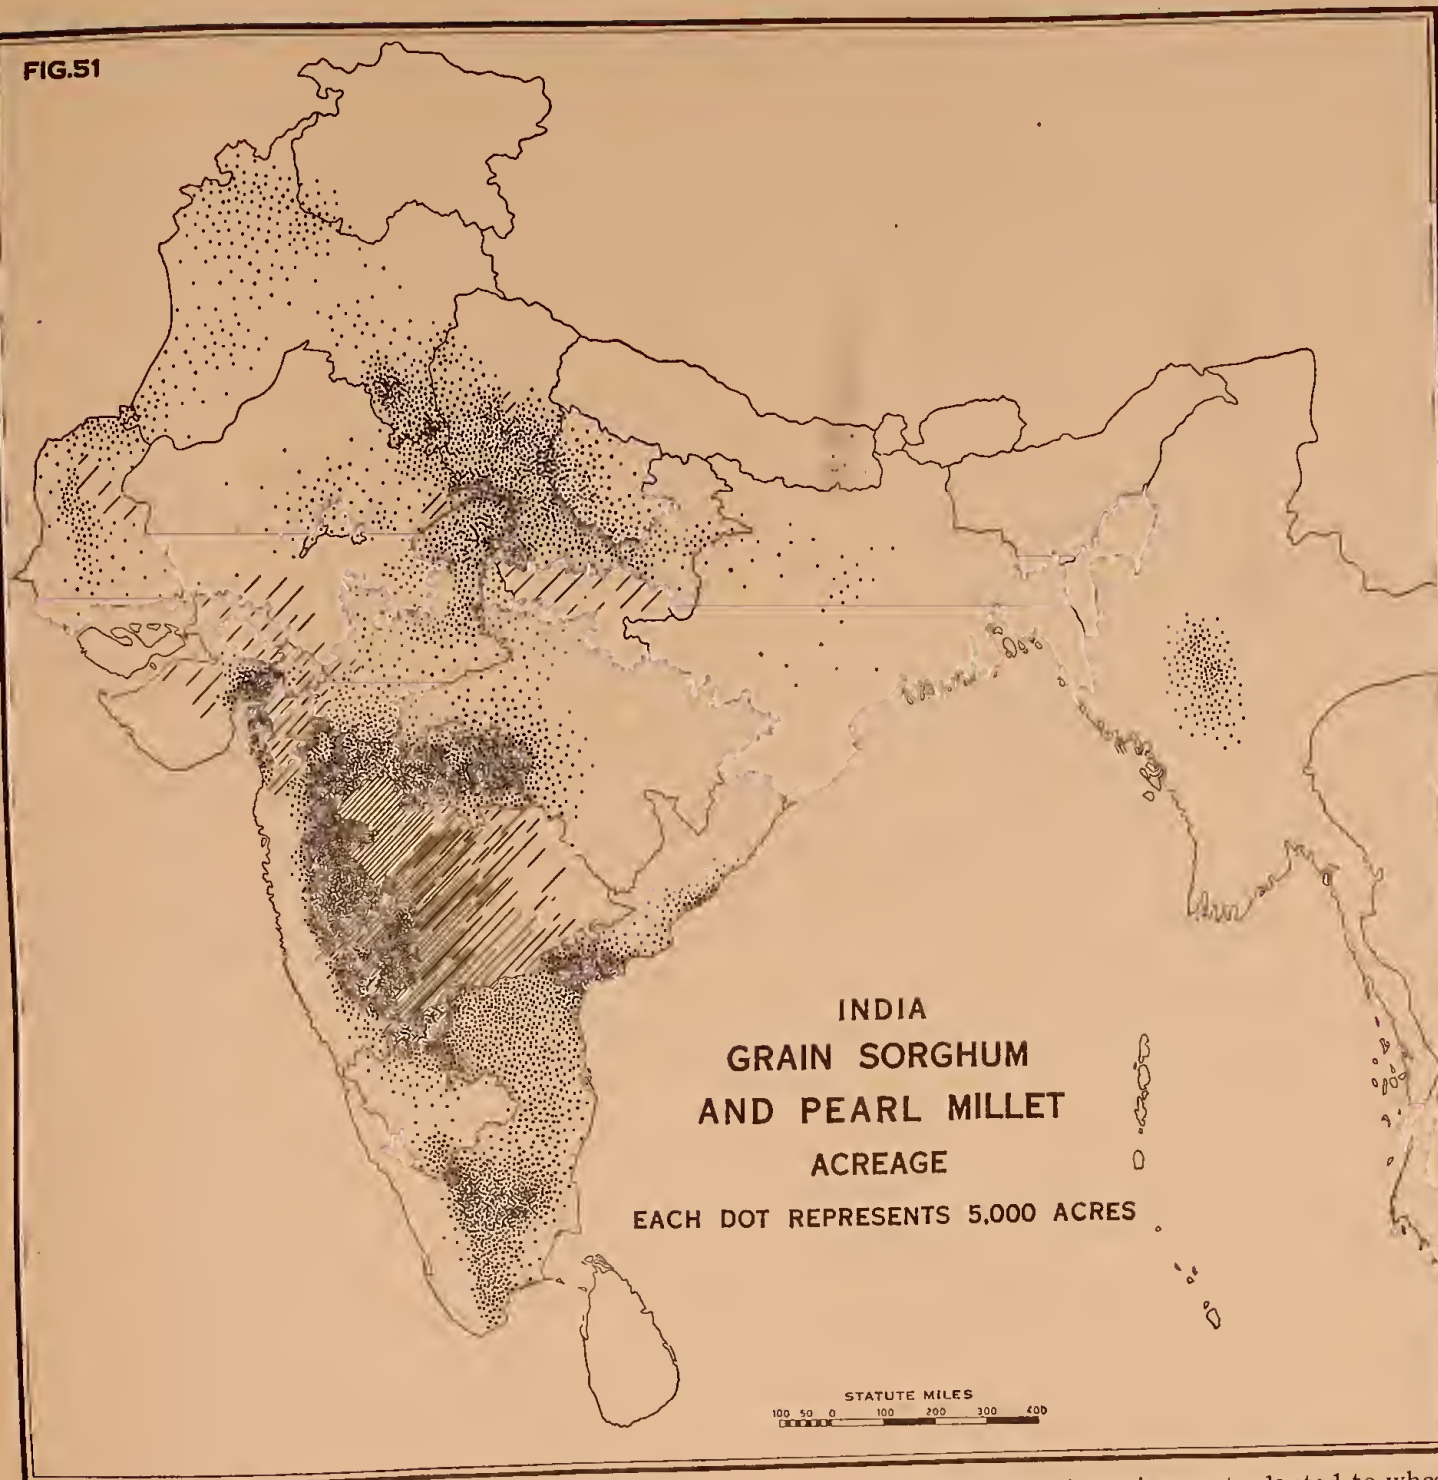 FIG.51
INDIA
GRAIN SORGHUM
AND PEARL MILLET
ACREAGE
EACH DOT REPRESENTS 5,000 ACRES
STATUTE MILES
100 50 0 100 200 300 400